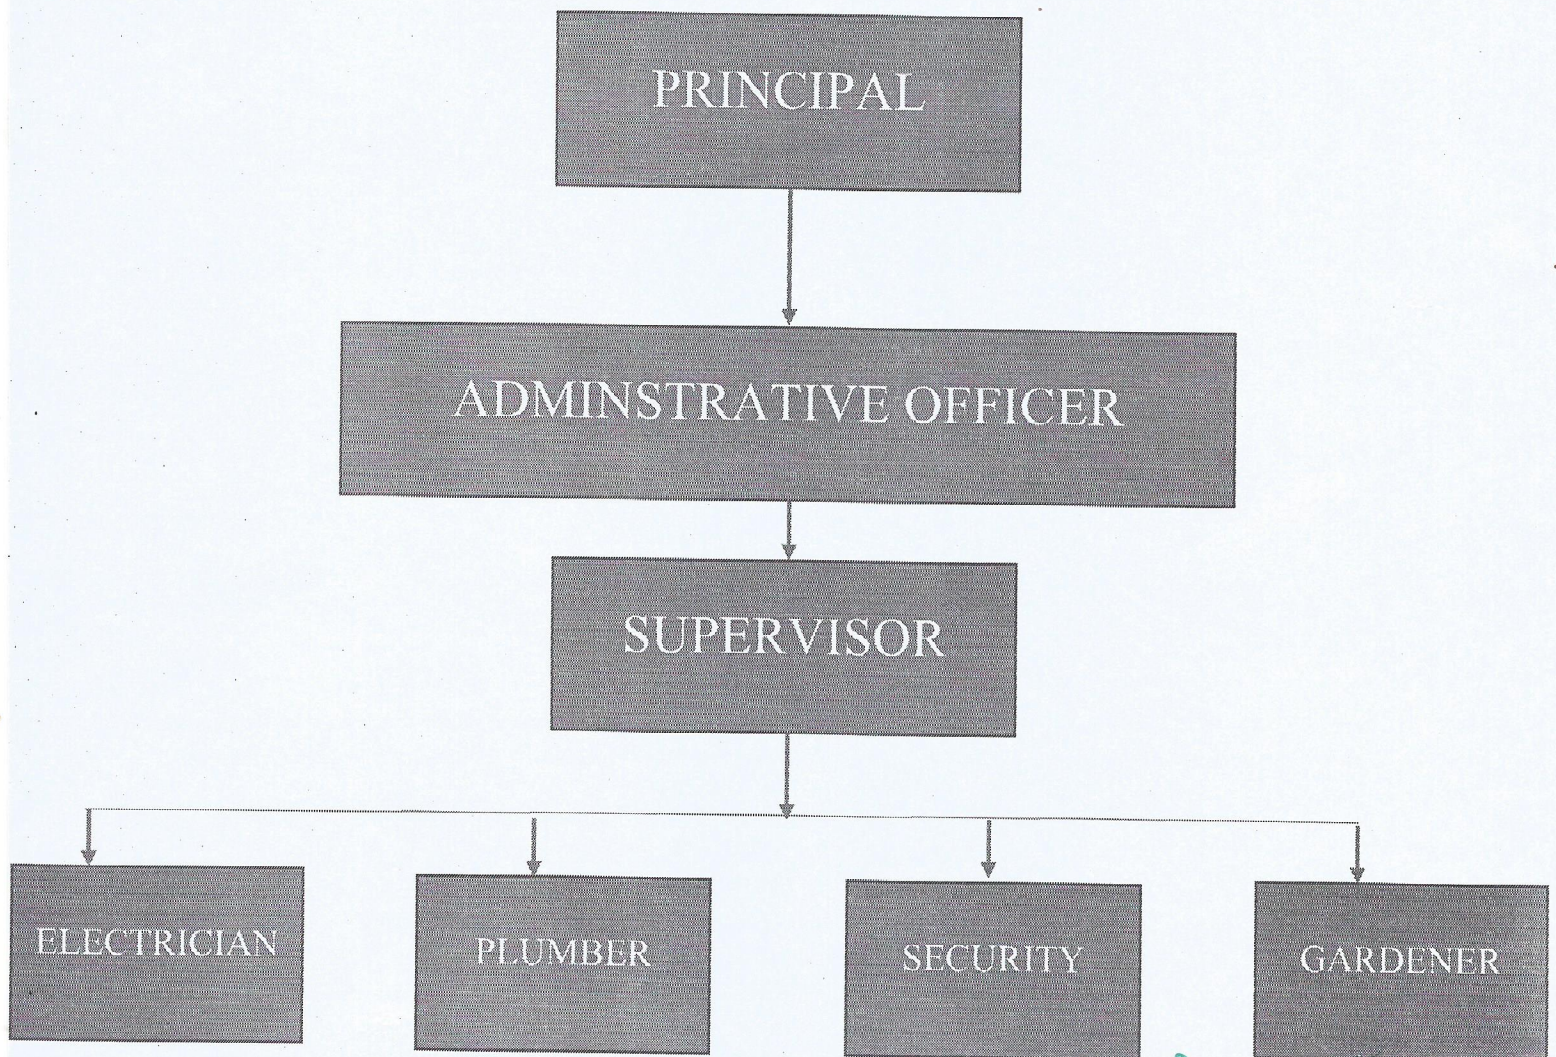 PRINCIPAL
ADMINSTRATIVE OFFICER
SUPERVISOR
ELECTRICIAN
PLUMBER
SECURITY
GARDENER